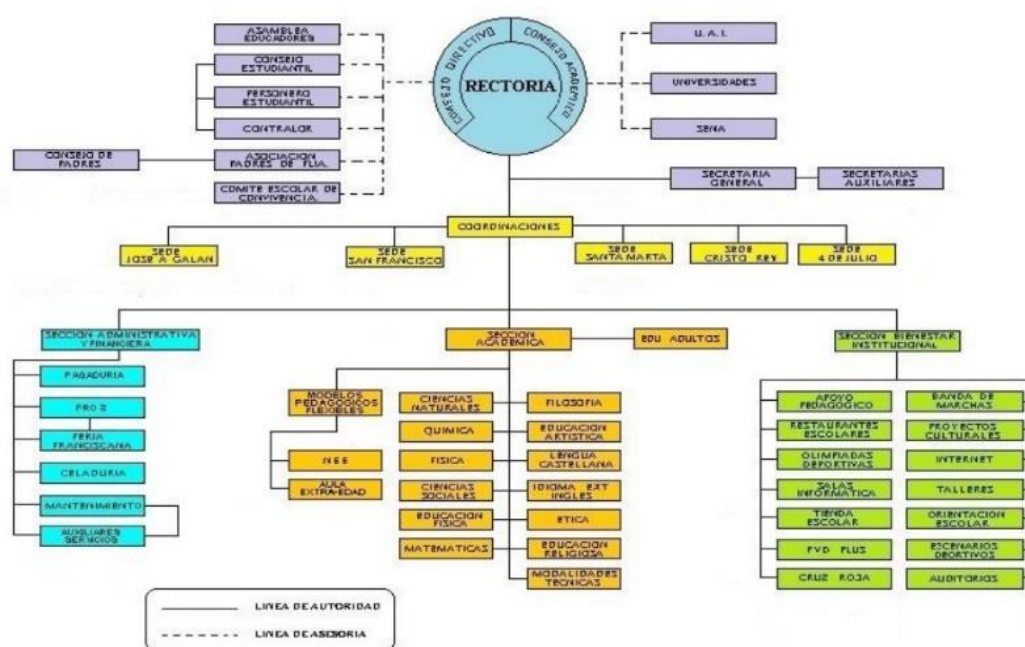 ASAMBLEA
EDUCADORES
CONSEJO
ESTUDIANTIL
PERSONERO
ESTUDIANTIL
CONTRALOR
CONSEJO DE
PADRES
ASOCIACION
PADRES DE FLIA.
COMITE ESCOLAR DE
CONVIVENCIA.
CONSEJO DIRECTIVO
CONSEJO ACADEMICO
RECTORIA
U. A. I.
UNIVERSIDADES
SENA
SECRETARIA
GENERAL
SECRETARIAS
AUXILIARES
COORDINACIONES
SEDE
JOSE A GALAN
SEDE
SAN FRANCISCO
SEDE
SANTA MARTA
SEDE
CRISTO REY
SEDE
4 DE JULIO
SECCION ADMINISTRATIVA
Y FINANCIERA
PAGADURIA
FERIA
FRANCISCANA
CELADURIA
MANTENIMIENTO
AUXILIARES
SERVICIOS
SECCION
ACADEMICA
EDU ADULTOS
MODELOS
PEDAGOGICOS
FLEXIBLES
NEE
AULA
EXTRA-EDAD
CIENCIAS
NATURALES
QUIMICA
FISICA
CIENCIAS
SOCIALES
EDUCACION
FISICA
MATEMATICAS
FILOSOFIA
EDUCACION
ARTISTICA
LENGUA
CASTELLANA
IDIOMA EXT
INGLES
ETICA
EDUCACION
RELIGIOSA
MODALIDADES
TECNICAS
SECCION BIENESTAR
INSTITUCIONAL
APOYO
PEDAGOGICO
RESTAURANTES
ESCOLARES
OLIMPIADAS
DEPORTIVAS
SALAS
INFORMATICA
TIENDA
ESCOLAR
PVD PLUS
CRUZ ROJA
BANDA DE
MARCHAS
PROYECTOS
CULTURALES
INTERNET
TALLERES
ORIENTACION
ESCOLAR
ESCENARIOS
AUDITORIOS
LINEA DE AUTORIDAD
LINEA DE ASESORIA